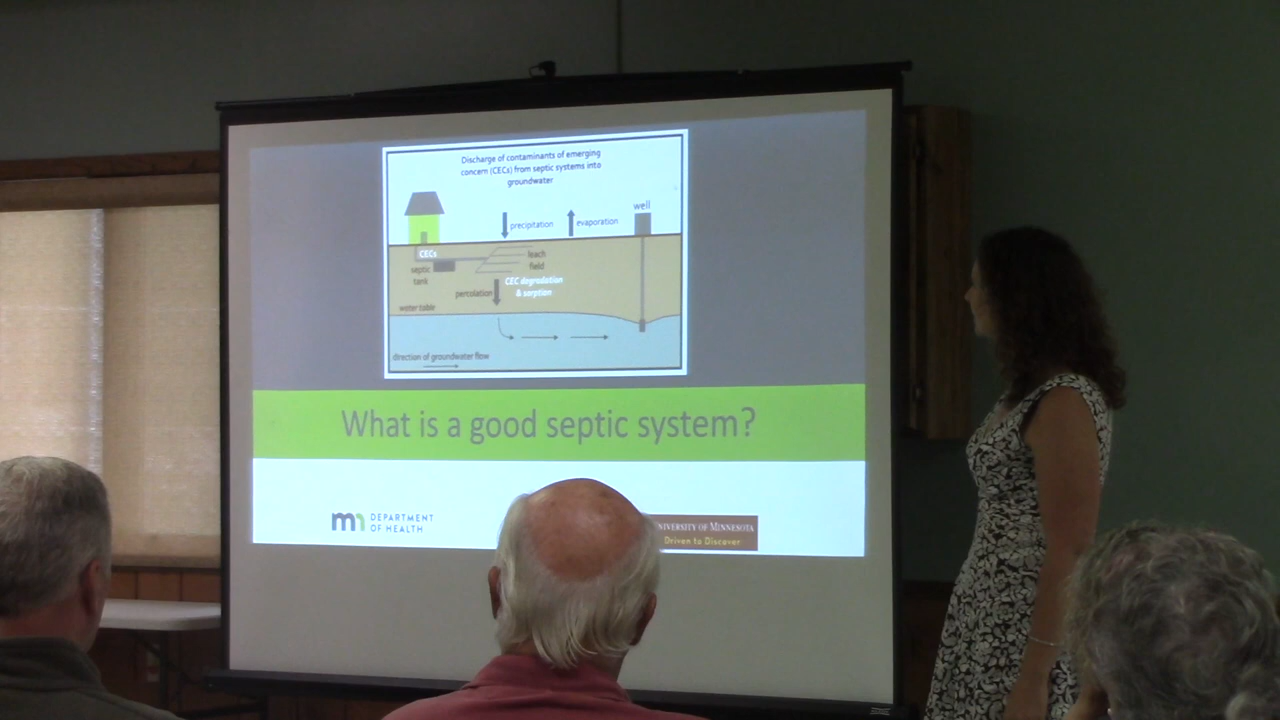 Discharge of contaminants of emerging
concern (CECs) from septic systems into
groundwater
well
precipitation
evaporation
CECs
leach
field
septic
tank
CEC degradation
& sorption
percolation
water table
direction of groundwater flow
What is a good septic system?
mn DEPARTMENT
OF HEALTH
UNIVERSITY OF MINNESOTA
Driven to Discover